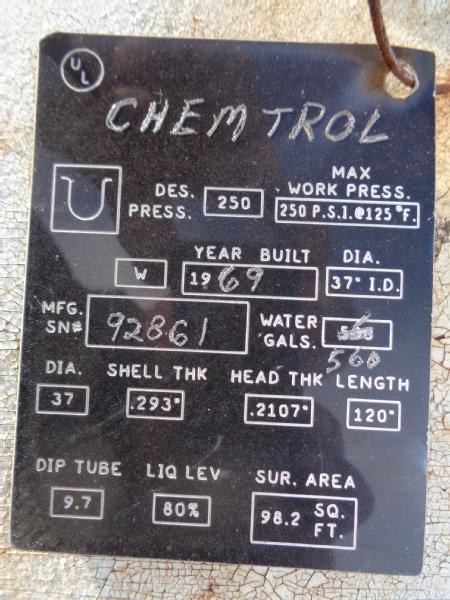 UL
CHEMTROL
U
DES. PRESS. 250
MAX WORK PRESS.
250 P.S.I.@125°F.
W
YEAR BUILT
1969
DIA.
37" I.D.
MFG. SN# 92861
WATER GALS.
560
DIA. SHELL THK HEAD THK LENGTH
37 .293" .2107" 120"
DIP TUBE LIQ LEV SUR. AREA
9.7 80% 98.2 SQ. FT.